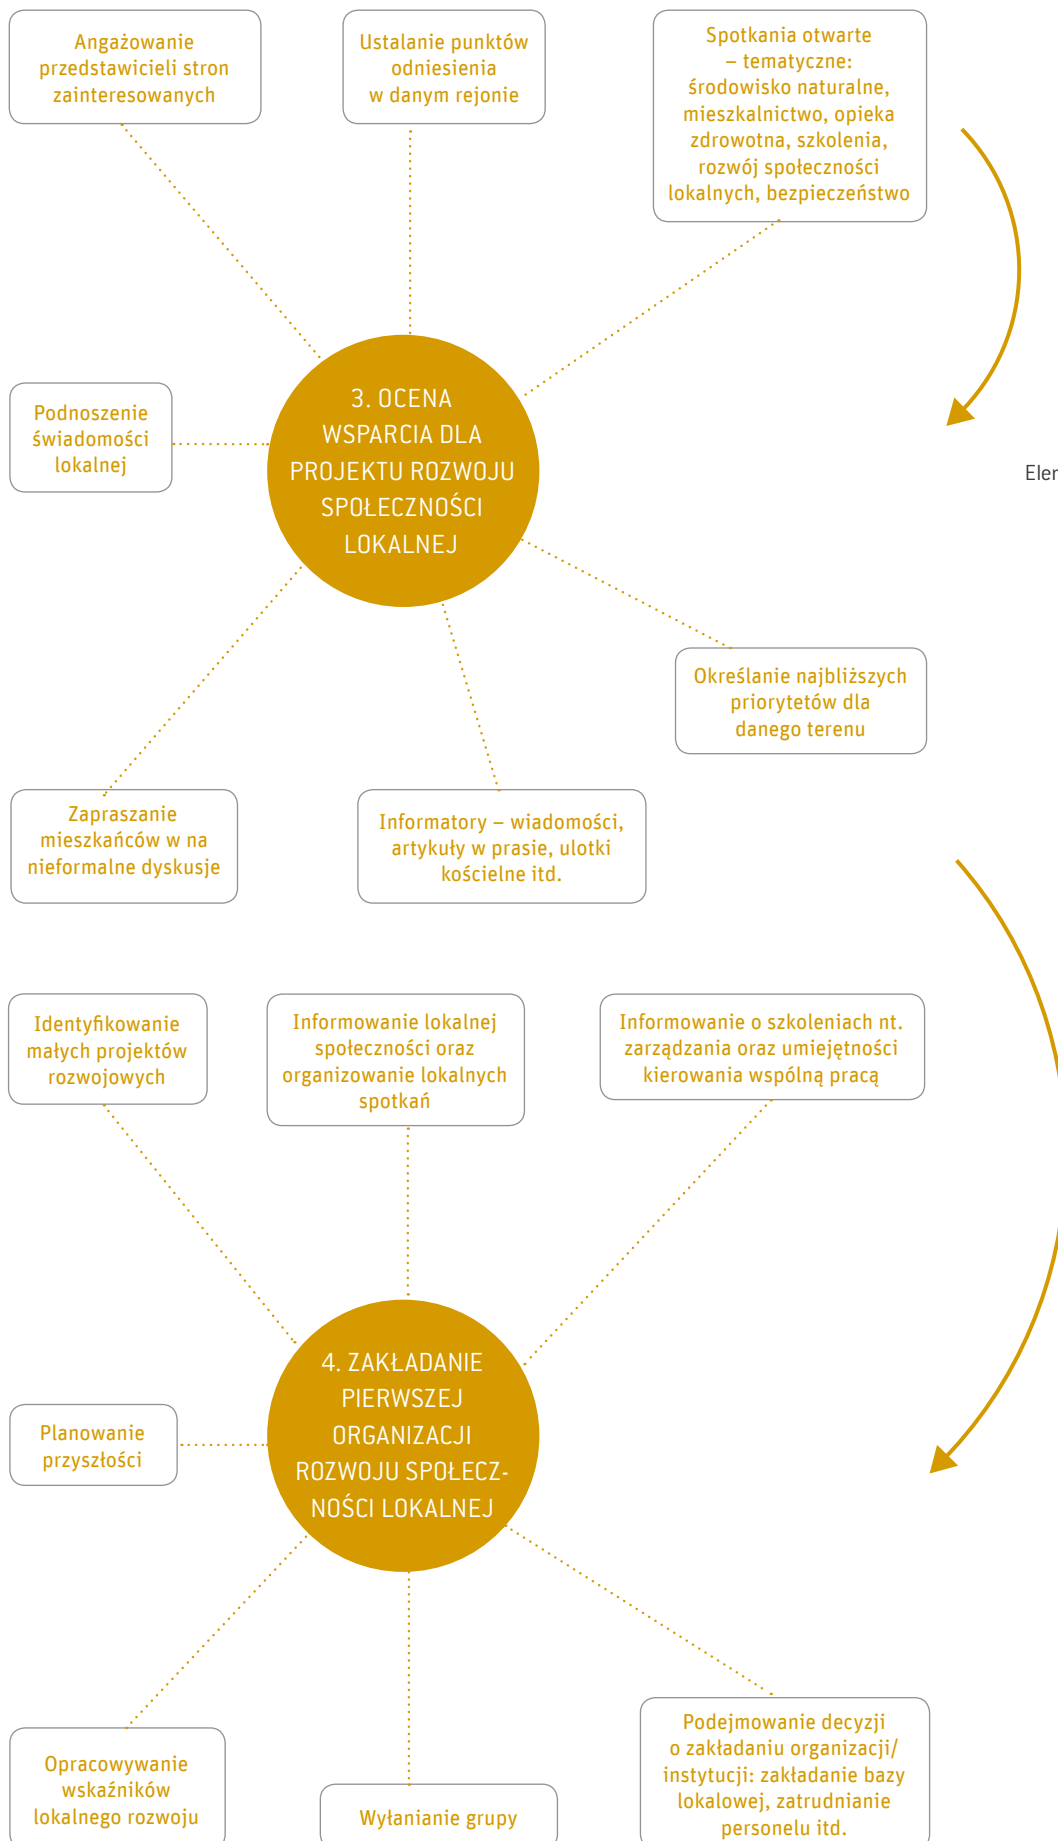 Angażowanie
przedstawicieli stron
zainteresowanych
Ustalanie punktów
odniesienia
w danym rejonie
Spotkania otwarte
– tematyczne:
środowisko naturalne,
mieszkalnictwo, opieka
zdrowotna, szkolenia,
rozwój społeczności
lokalnych, bezpieczeństwo
Podnoszenie
świadomości
lokalnej
3. OCENA
WSPARCIA DLA
PROJEKTU ROZWOJU
SPOŁECZNOŚCI
LOKALNEJ
Określanie najbliższych
priorytetów dla
danego terenu
Zapraszanie
mieszkańców w na
nieformalne dyskusje
Informatory – wiadomości,
artykuły w prasie, ulotki
kościelne itd.
Identyfikowanie
małych projektów
rozwojowych
Informowanie lokalnej
społeczności oraz
organizowanie lokalnych
spotkań
Informowanie o szkoleniach nt.
zarządzania oraz umiejętności
kierowania wspólną pracą
4. ZAKŁADANIE
PIERWSZEJ
ORGANIZACJI
ROZWOJU SPOŁECZ-
NOŚCI LOKALNEJ
Planowanie
przyszłości
Opracowywanie
wskaźników
lokalnego rozwoju
Wyłanianie grupy
Podejmowanie decyzji
o zakładaniu organizacji/
instytucji: zakładanie bazy
lokalowej, zatrudnianie
personelu itd.